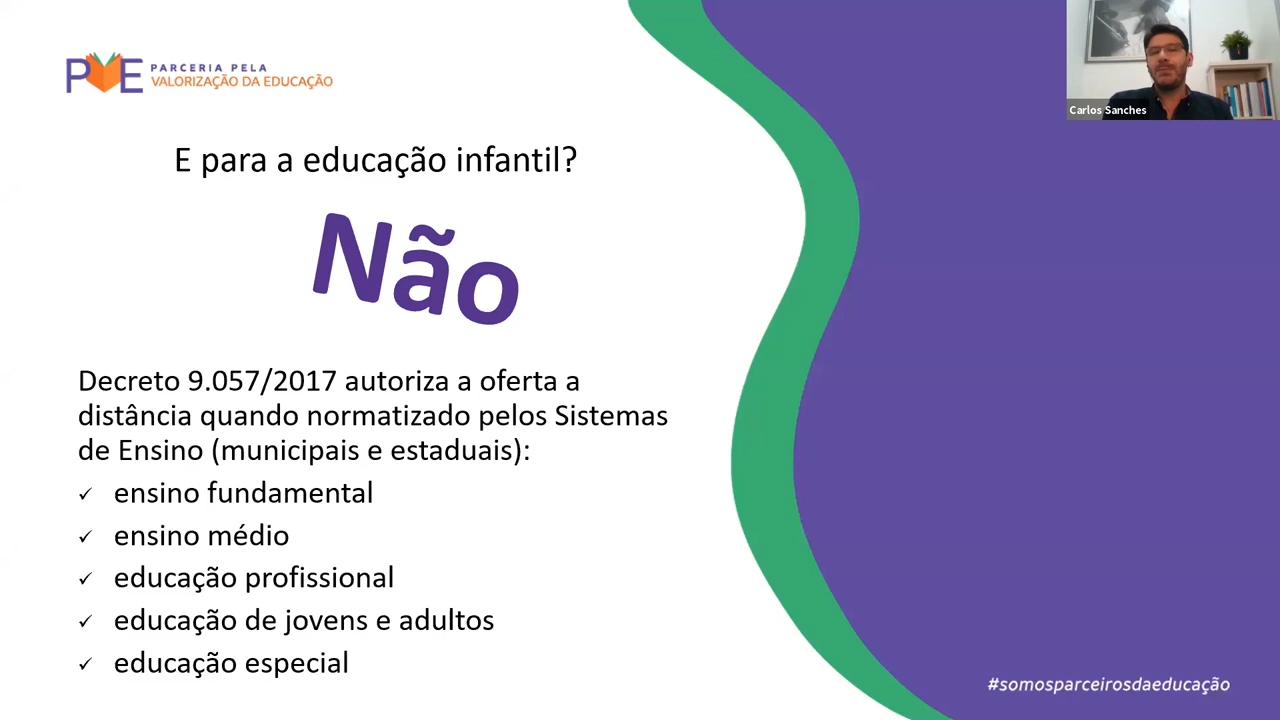 PVE PARCERIA PELA
VALORIZAÇÃO DA EDUCAÇÃO
Carlos Sanches
E para a educação infantil?
Não
Decreto 9.057/2017 autoriza a oferta a
distância quando normatizado pelos Sistemas
de Ensino (municipais e estaduais):
✓ ensino fundamental
✓ ensino médio
✓ educação profissional
✓ educação de jovens e adultos
✓ educação especial
#somosparceirosdaeducação